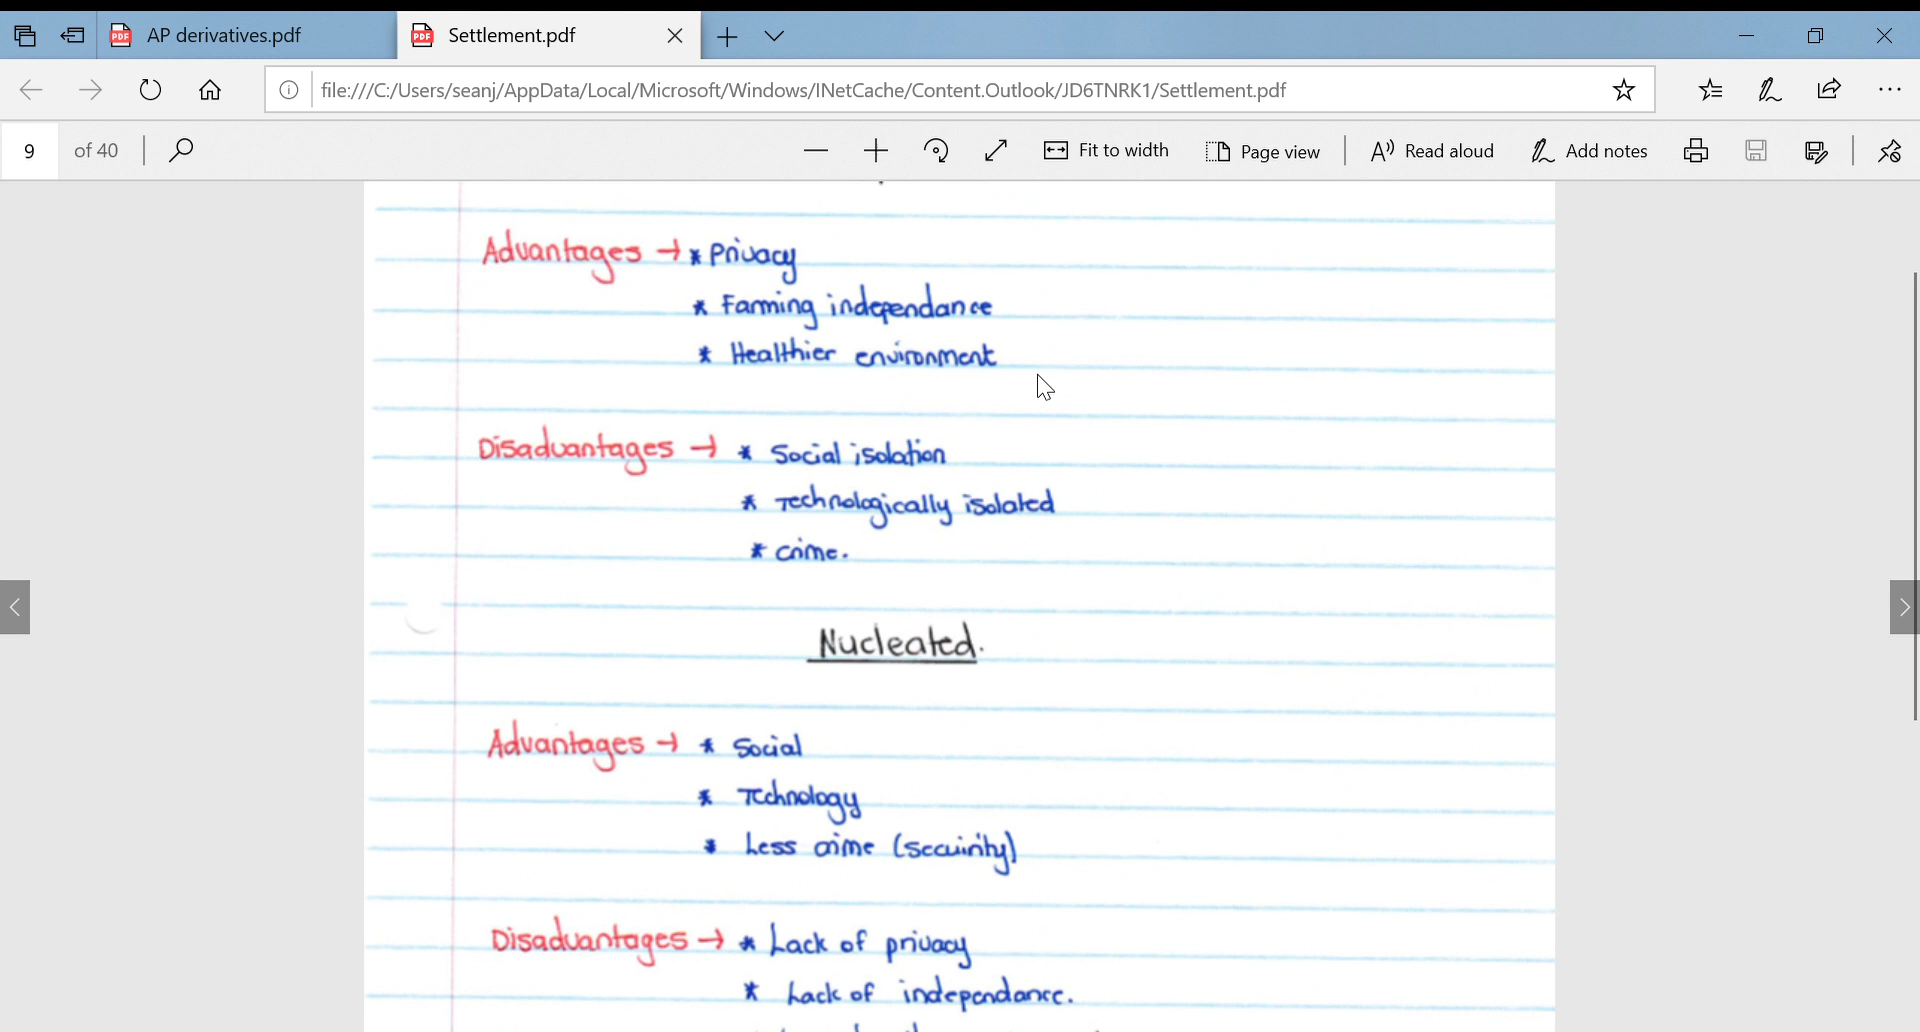 AP derivatives.pdf
Settlement.pdf
file:///C:/Users/seanj/AppData/Local/Microsoft/Windows/INetCache/Content.Outlook/JD6TNRK1/Settlement.pdf
9 of 40
Fit to width
Page view
Read aloud
Add notes
Advantages → * Privacy
* Farming independance
* Healthier environment
Disadvantages → * Social isolation
* Technologically isolated
* crime.
Nucleated.
Advantages → * Social
* Technology
* Less crime (secuirity)
Disadvantages → * Lack of privacy
* Lack of independance.